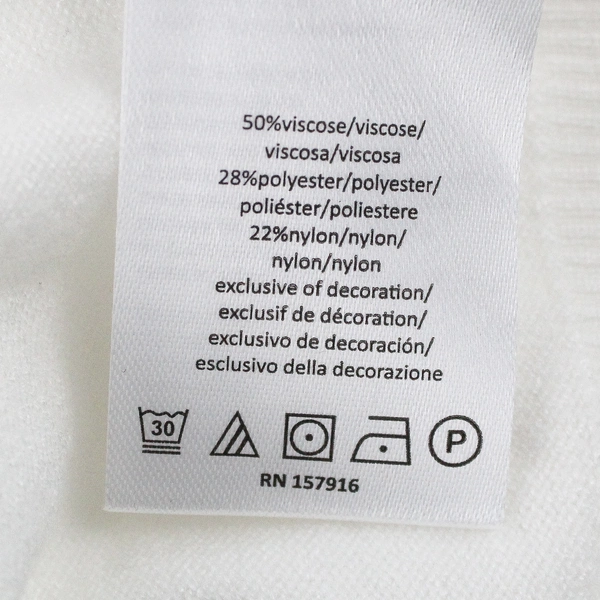 50%viscose/viscose/
viscosa/viscosa
28%polyester/polyester/
poliéster/poliestere
22%nylon/nylon/
nylon/nylon
exclusive of decoration/
exclusif de décoration/
exclusivo de decoración/
esclusivo della decorazione
30 P
RN 157916